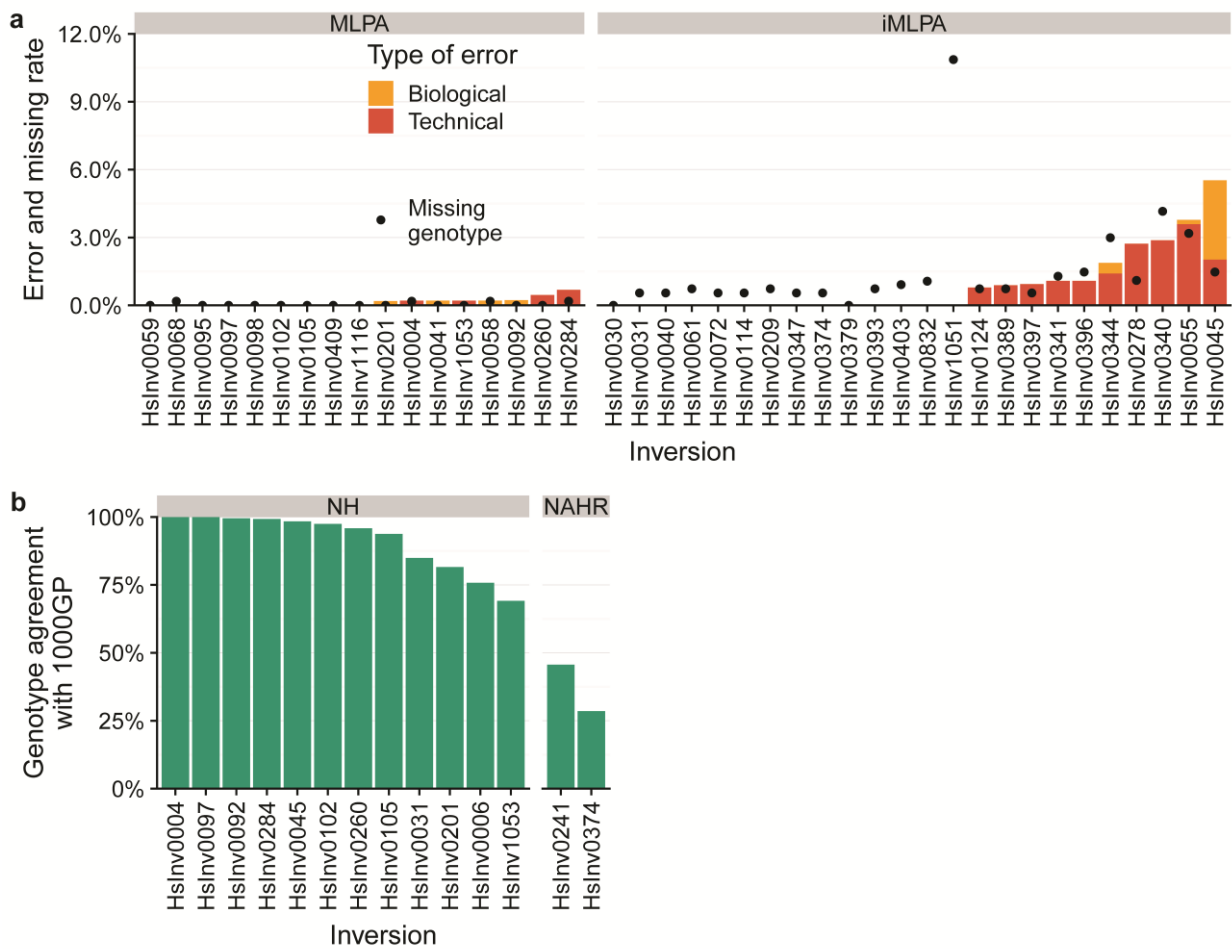 a
MLPA
iMLPA
Error and missing rate
12.0%
9.0%
6.0%
3.0%
0.0%
Type of error
Biological
Technical
Missing
genotype
HsInv0059
HsInv0068
HsInv0095
HsInv0097
HsInv0098
HsInv0102
HsInv0105
HsInv0409
HsInv1116
HsInv0201
HsInv0004
HsInv0041
HsInv1053
HsInv0058
HsInv0092
HsInv0260
HsInv0284
HsInv0030
HsInv0031
HsInv0040
HsInv0061
HsInv0072
HsInv0114
HsInv0209
HsInv0347
HsInv0374
HsInv0379
HsInv0393
HsInv0403
HsInv0832
HsInv1051
HsInv0124
HsInv0389
HsInv0397
HsInv0341
HsInv0396
HsInv0344
HsInv0278
HsInv0340
HsInv0055
HsInv0045
Inversion
b
NH
NAHR
Genotype agreement
with 1000GP
100%
75%
50%
25%
0%
HsInv0004
HsInv0097
HsInv0092
HsInv0284
HsInv0045
HsInv0102
HsInv0260
HsInv0105
HsInv0031
HsInv0201
HsInv0006
HsInv1053
HsInv0241
HsInv0374
Inversion